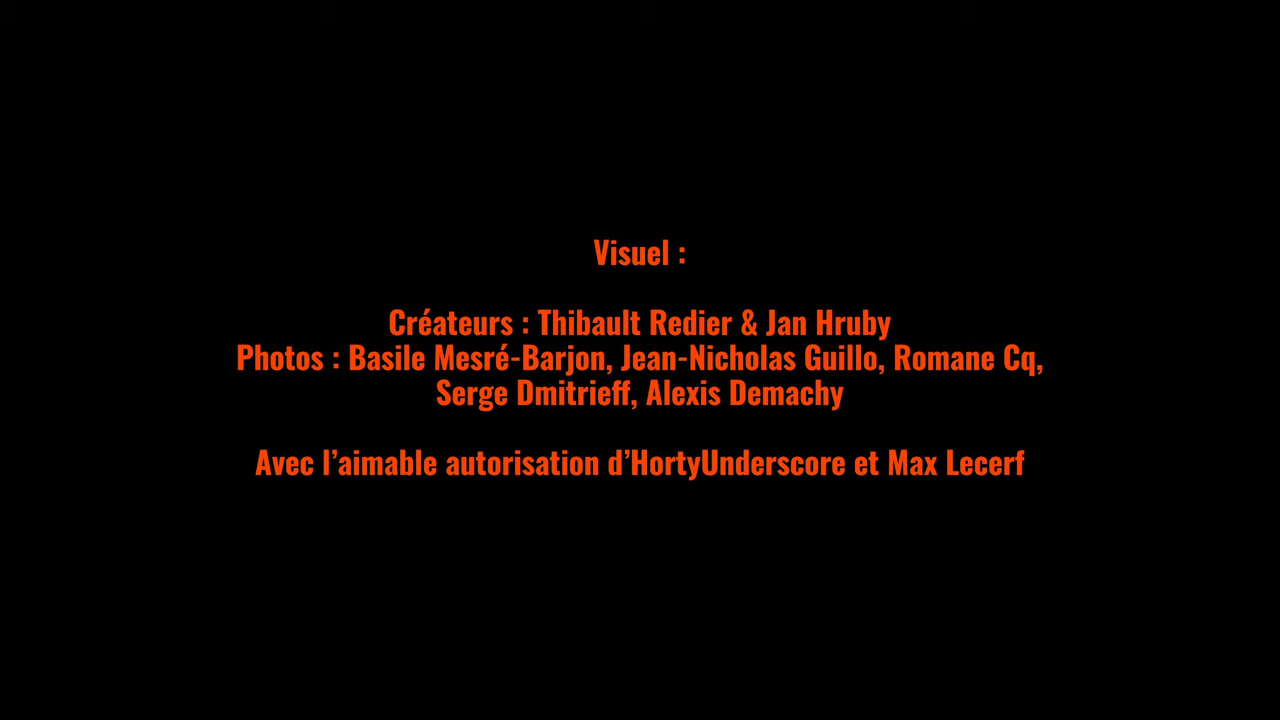 Visuel :
Créateurs : Thibault Redier & Jan Hruby
Photos : Basile Mesré-Barjon, Jean-Nicholas Guillo, Romane Cq,
Serge Dmitrieff, Alexis Demachy
Avec l’aimable autorisation d’HortyUnderscore et Max Lecerf